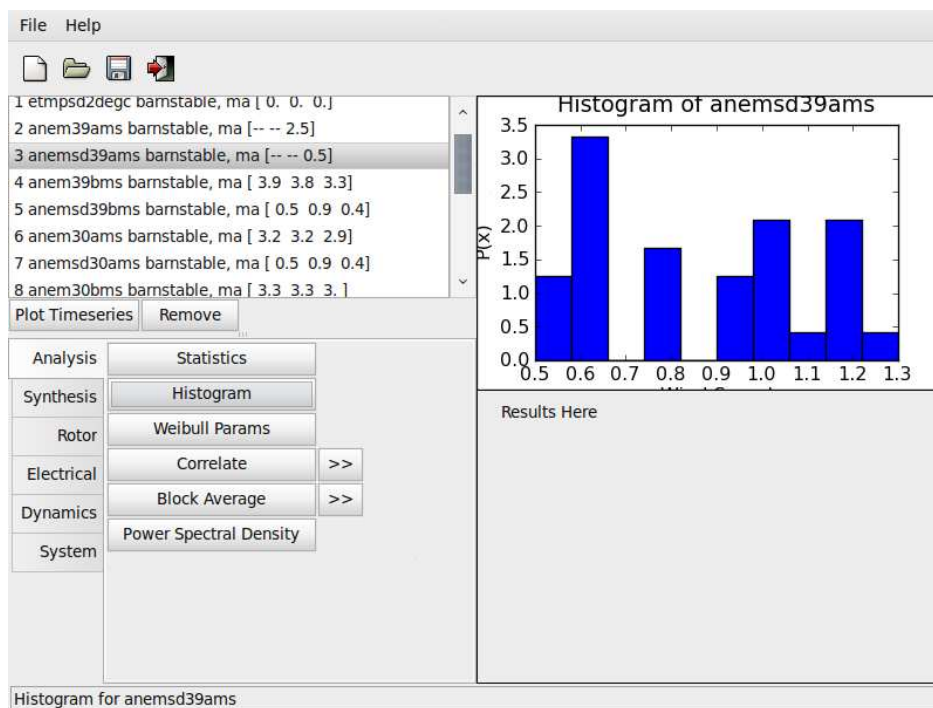 File Help
1 etmpsd2degc barnstable, ma [ 0. 0. 0.]
2 anem39ams barnstable, ma [-- -- 2.5]
3 anemsd39ams barnstable, ma [-- -- 0.5]
4 anem39bms barnstable, ma [ 3.9 3.8 3.3]
5 anemsd39bms barnstable, ma [ 0.5 0.9 0.4]
6 anem30ams barnstable, ma [ 3.2 3.2 2.9]
7 anemsd30ams barnstable, ma [ 0.5 0.9 0.4]
8 anem30bms barnstable, ma [ 3.3 3.3 3. ]
Plot Timeseries Remove
Analysis
Synthesis
Rotor
Electrical
Dynamics
System
Statistics
Histogram
Weibull Params
Correlate >>
Block Average >>
Power Spectral Density
Histogram of anemsd39ams
P(x)
3.5
3.0
2.5
2.0
1.5
1.0
0.5
0.0
0.5 0.6 0.7 0.8 0.9 1.0 1.1 1.2 1.3
Results Here
Histogram for anemsd39ams